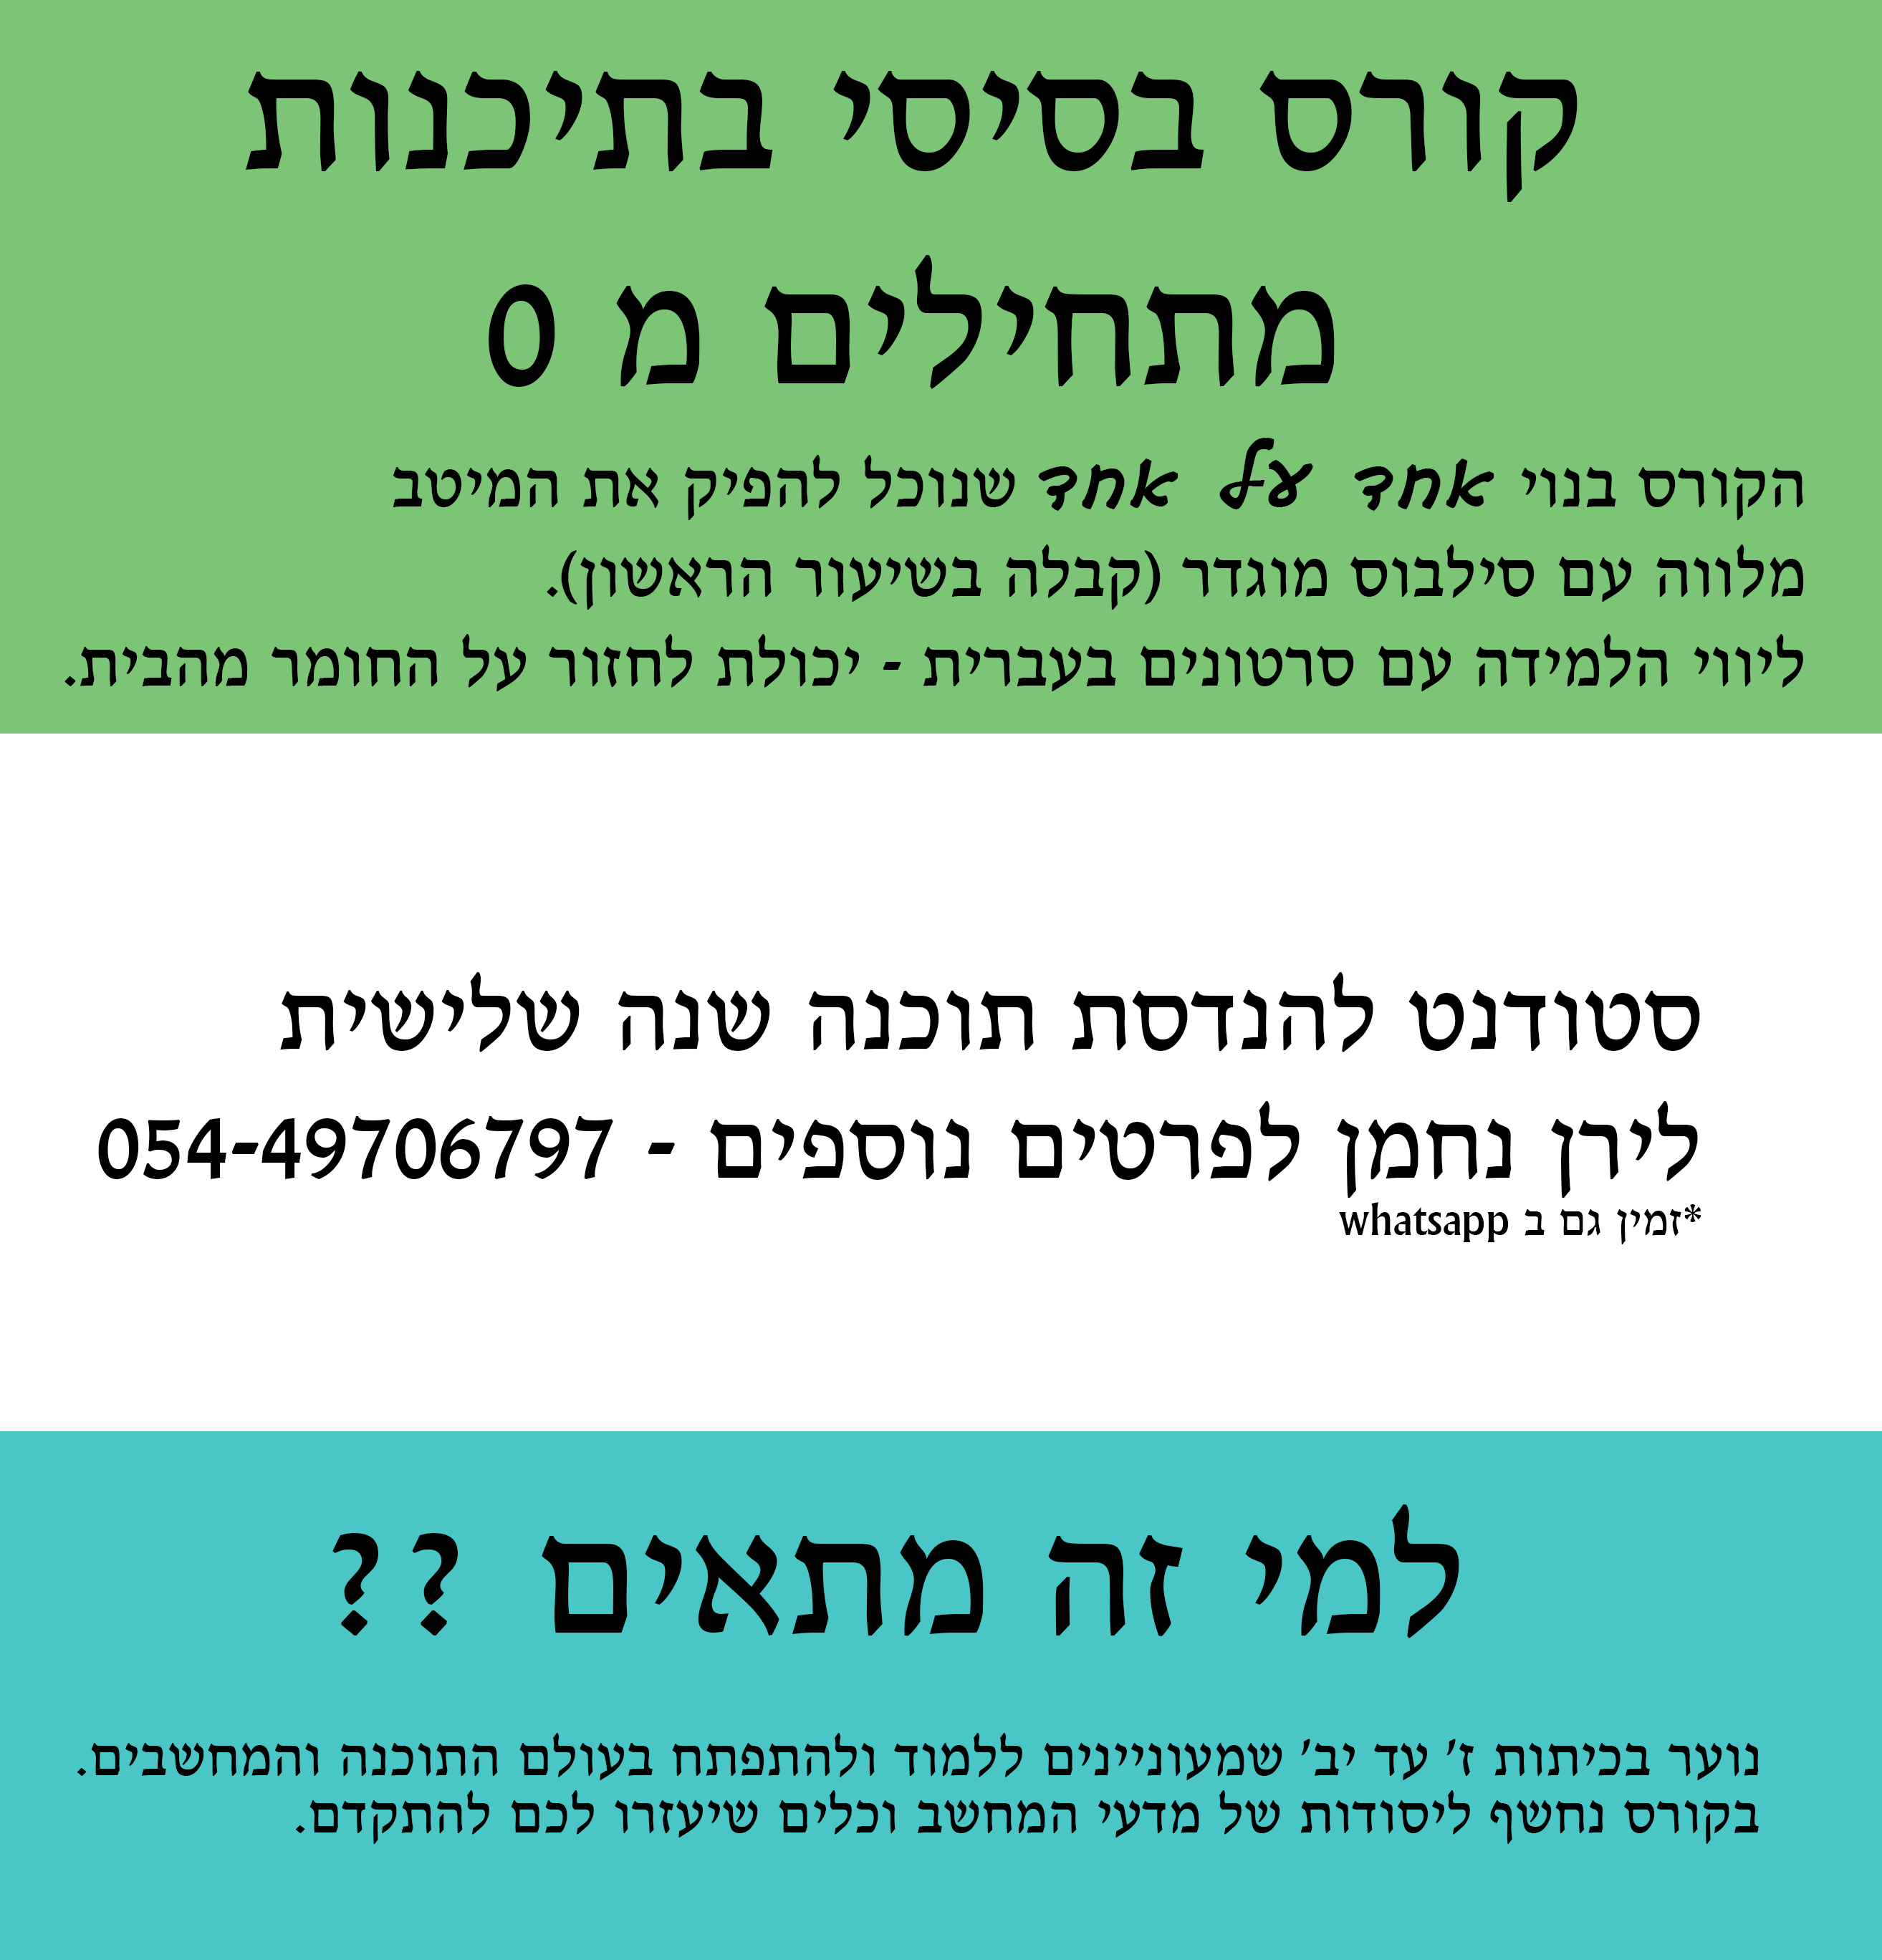 קורס בסיסי בתיכנות
מתחילים מ 0
הקורס בנוי אחד על אחד שנוכל להפיק את המיטב
מלווה עם סילבוס מוגדר (קבלה בשיעור הראשון).
ליווי הלמידה עם סרטונים בעברית - יכולת לחזור על החומר מהבית.
סטודנט להנדסת תוכנה שנה שלישית
לירן נחמן לפרטים נוספים - 054-49706797
*זמין גם ב whatsapp
למי זה מתאים ??
נוער בכיתות ז' עד יב' שמעוניינים ללמוד ולהתפתח בעולם התוכנה והמחשבים.
בקורס נחשף ליסודות של מדעי המחשב וכלים שיעזרו לכם להתקדם.